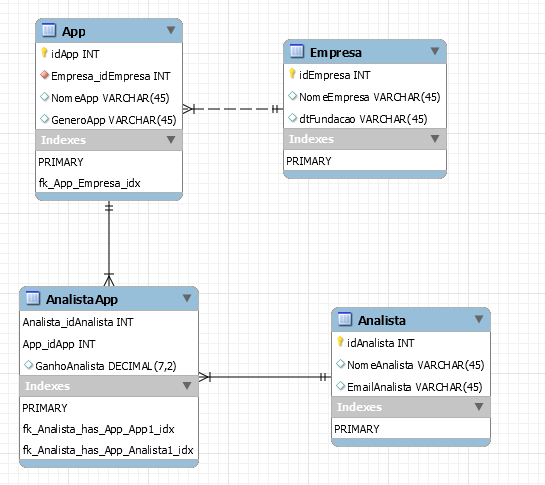 App
idApp INT
Empresa_idEmpresa INT
NomeApp VARCHAR(45)
GeneroApp VARCHAR(45)
Indexes
PRIMARY
fk_App_Empresa_idx
Empresa
idEmpresa INT
NomeEmpresa VARCHAR(45)
dtFundacao VARCHAR(45)
Indexes
PRIMARY
AnalistaApp
Analista_idAnalista INT
App_idApp INT
GanhoAnalista DECIMAL(7,2)
Indexes
PRIMARY
fk_Analista_has_App_App1_idx
fk_Analista_has_App_Analista1_idx
Analista
idAnalista INT
NomeAnalista VARCHAR(45)
EmailAnalista VARCHAR(45)
Indexes
PRIMARY